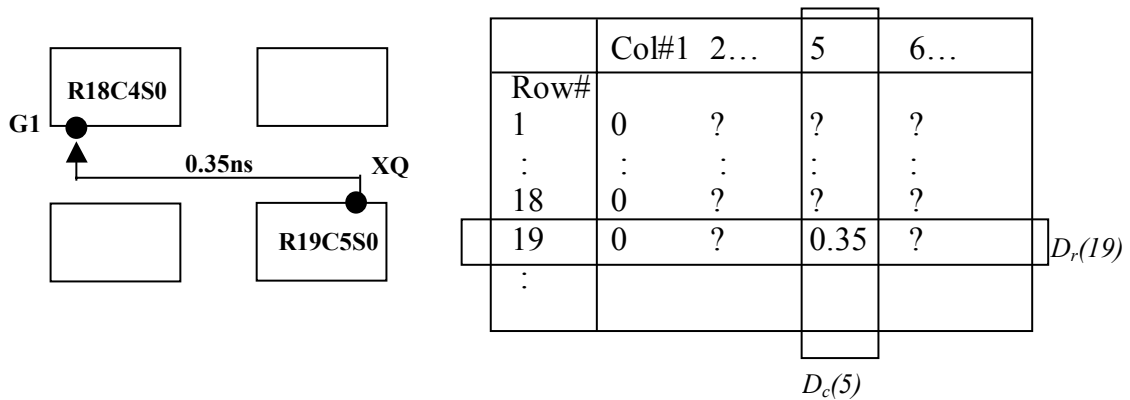 R18C4S0
G1
0.35ns
XQ
R19C5S0
Col#1 2… 5 6…
Row#
1 0 ? ? ?
: : : : :
18 0 ? ? ?
19 0 ? 0.35 ?
:
Dr(19)
Dc(5)